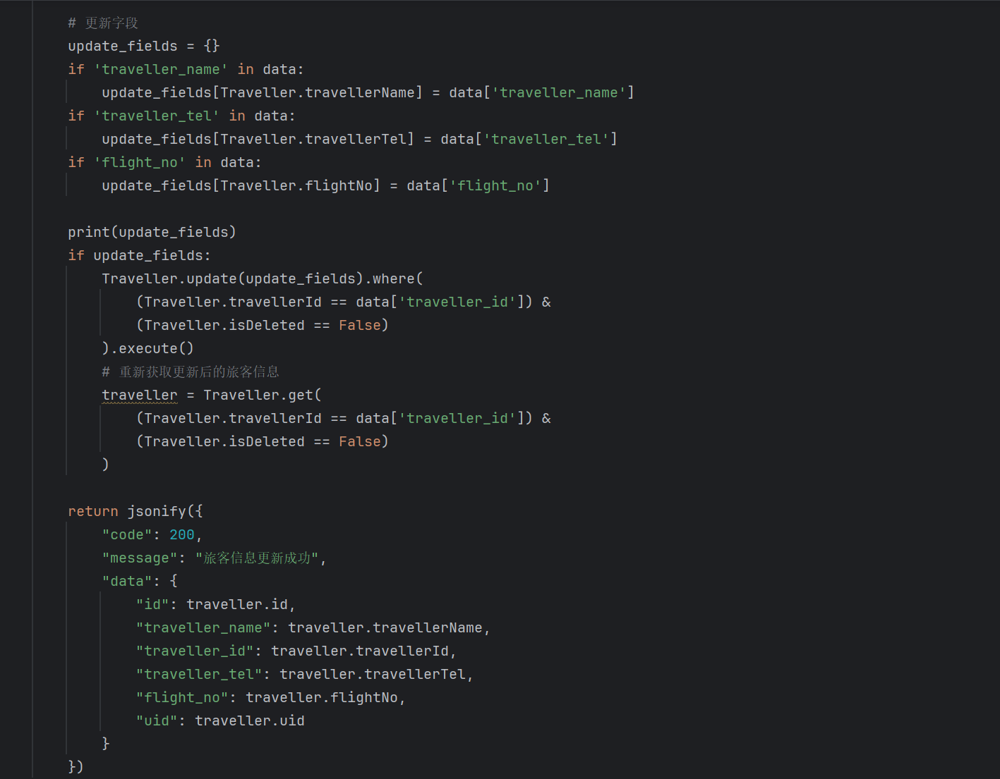 # 更新字段
update_fields = {}
if 'traveller_name' in data:
    update_fields[Traveller.travellerName] = data['traveller_name']
if 'traveller_tel' in data:
    update_fields[Traveller.travellerTel] = data['traveller_tel']
if 'flight_no' in data:
    update_fields[Traveller.flightNo] = data['flight_no']

print(update_fields)
if update_fields:
    Traveller.update(update_fields).where(
        (Traveller.travellerId == data['traveller_id']) &
        (Traveller.isDeleted == False)
    ).execute()
    # 重新获取更新后的旅客信息
    traveller = Traveller.get(
        (Traveller.travellerId == data['traveller_id']) &
        (Traveller.isDeleted == False)
    )

return jsonify({
    "code": 200,
    "message": "旅客信息更新成功",
    "data": {
        "id": traveller.id,
        "traveller_name": traveller.travellerName,
        "traveller_id": traveller.travellerId,
        "traveller_tel": traveller.travellerTel,
        "flight_no": traveller.flightNo,
        "uid": traveller.uid
    }
})